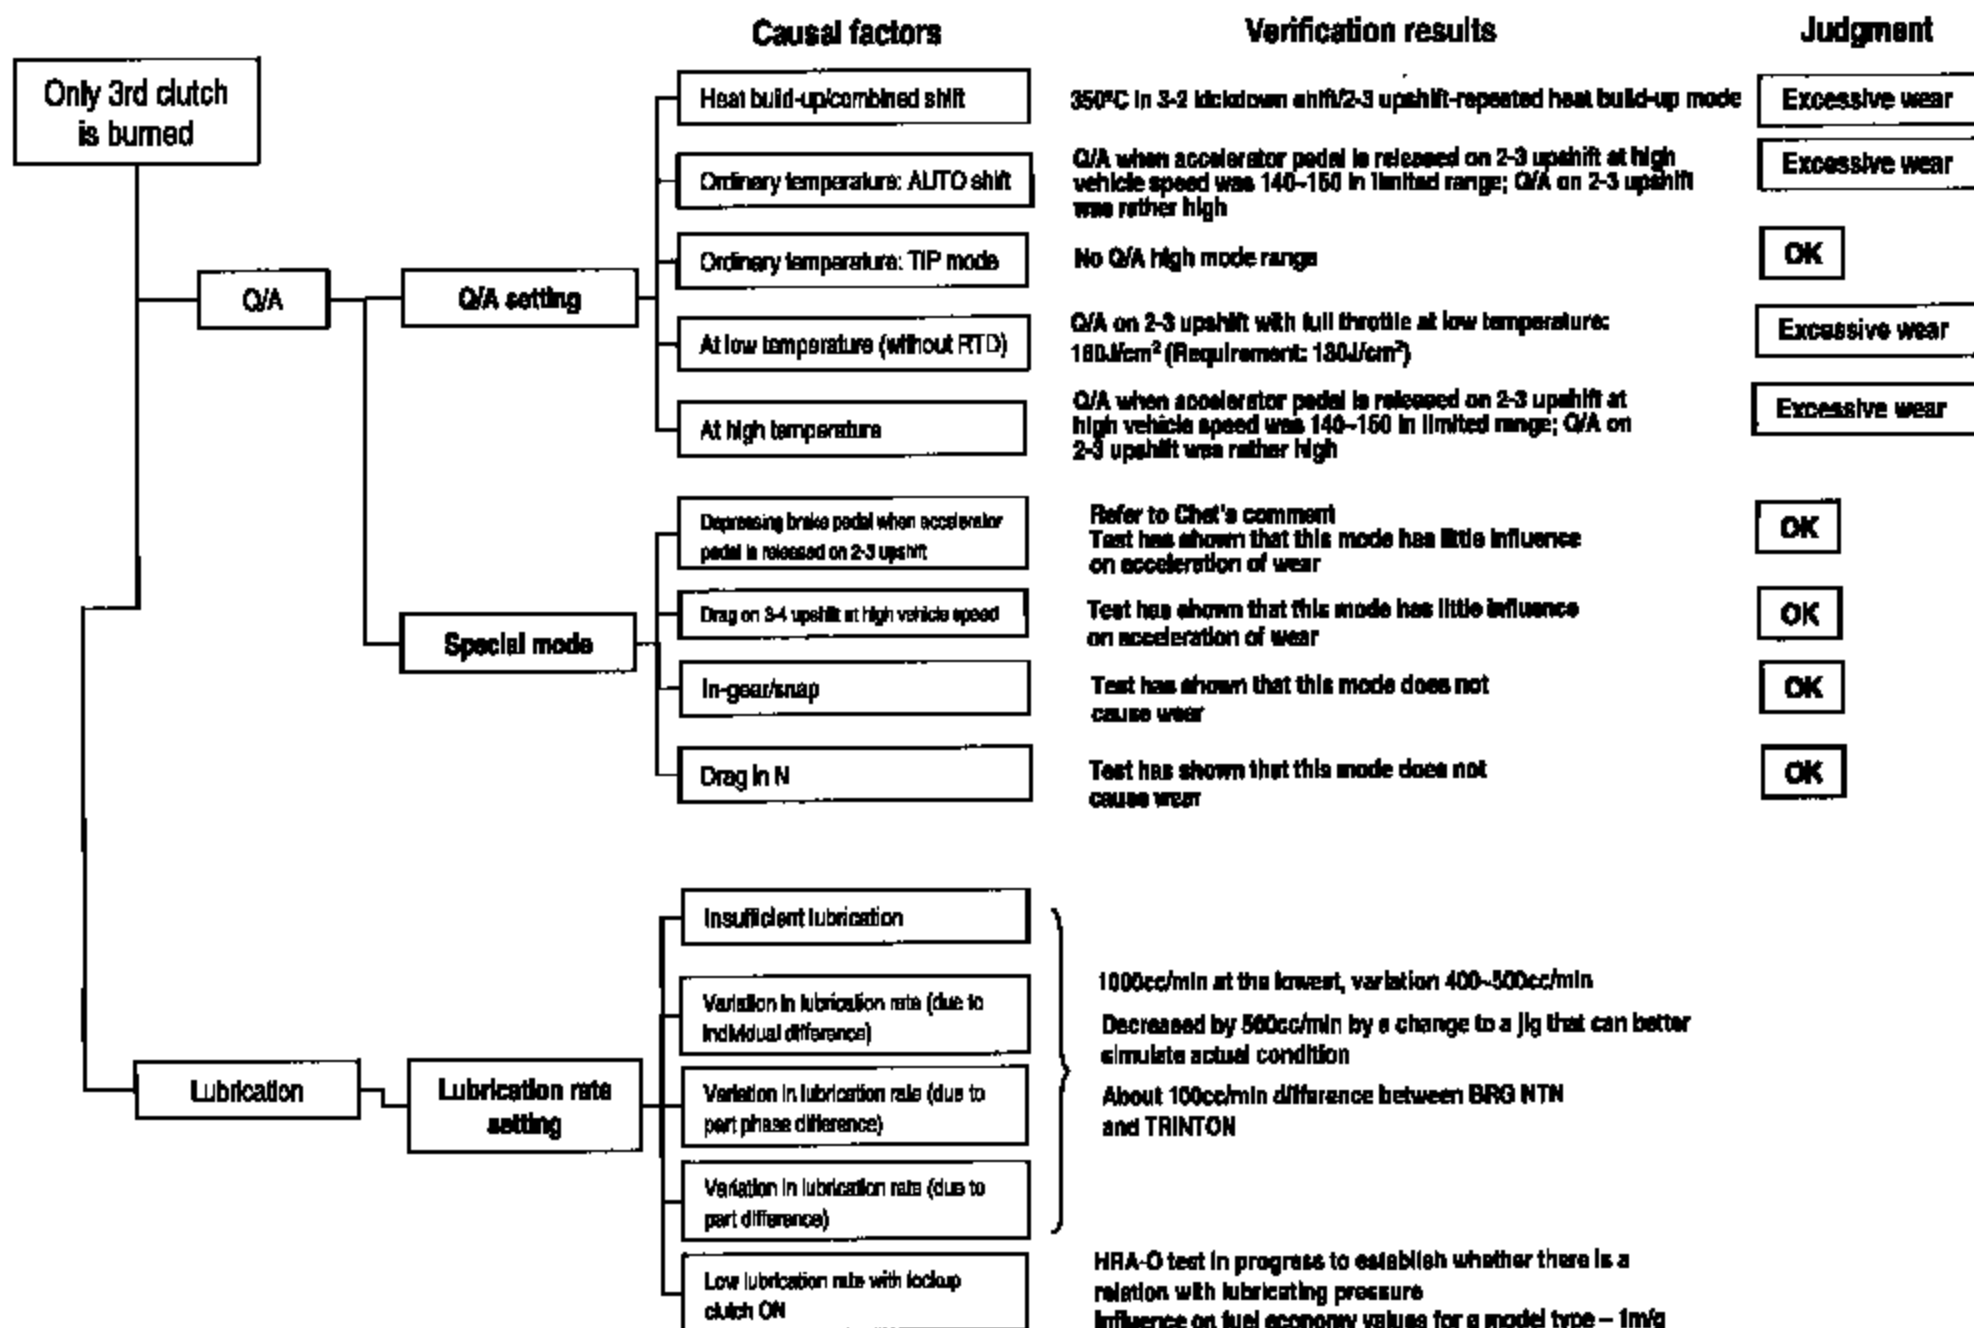 Causal factors
Verification results
Judgment
Only 3rd clutch
is burned
Heat build-up/combined shift
350°C in 3-2 kickdown shift/2-3 upshift-repeated heat build-up mode
Excessive wear
Ordinary temperature: AUTO shift
Q/A when accelerator pedal is released on 2-3 upshift at high
vehicle speed was 140~150 in limited range; Q/A on 2-3 upshift
was rather high
Excessive wear
Ordinary temperature: TIP mode
No Q/A high mode range
OK
Q/A
Q/A setting
At low temperature (without RTD)
Q/A on 2-3 upshift with full throttle at low temperature:
(Requirement:
Excessive wear
At high temperature
Q/A when accelerator pedal is released on 2-3 upshift at
high vehicle speed was 140~150 in limited range; Q/A on
2-3 upshift was rather high
Excessive wear
Special mode
Depressing brake pedal when accelerator
pedal is released on 2-3 upshift
Refer to Chet's comment
Test has shown that this mode has little influence
on acceleration of wear
OK
Drag on 3-4 upshift at high vehicle speed
Test has shown that this mode has little influence
on acceleration of wear
OK
In-gear/snap
Test has shown that this mode does not
cause wear
OK
Drag in N
Test has shown that this mode does not
cause wear
OK
Lubrication
Lubrication rate
setting
Insufficient lubrication
Variation in lubrication rate (due to
individual difference)
Variation in lubrication rate (due to
part phase difference)
Variation in lubrication rate (due to
part difference)
1000cc/min at the lowest, variation 400~500cc/min
Decreased by by a change to a jig that can better
simulate actual condition
About 100cc/min difference between BRG NTN
and TRINTON
Low lubrication rate with lockup
clutch ON
HRA-O test in progress to establish whether there is a
relation with lubricating pressure
Influence on fuel economy values for g model type – 1m/g